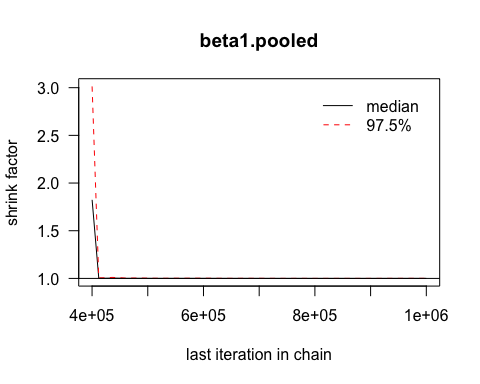 beta1.pooled
shrink factor
3.0
2.5
2.0
1.5
1.0
median
97.5%
4e+05
6e+05
8e+05
1e+06
last iteration in chain